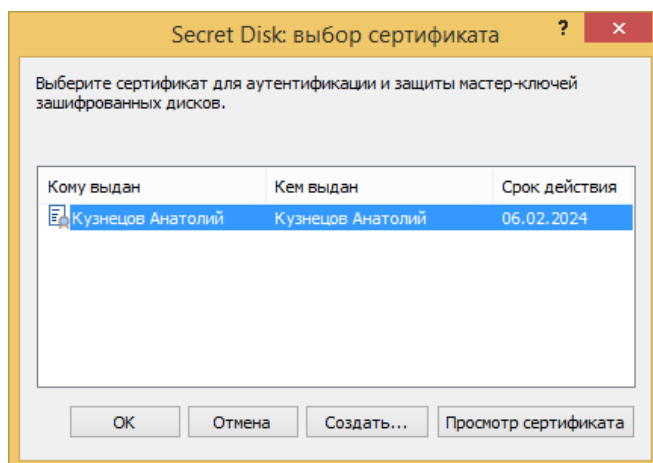 Secret Disk: выбор сертификата
?
×
Выберите сертификат для аутентификации и защиты мастер-ключей
зашифрованных дисков.
Кому выдан Кем выдан Срок действия
Кузнецов Анатолий Кузнецов Анатолий 06.02.2024
ОК Отмена Создать... Просмотр сертификата